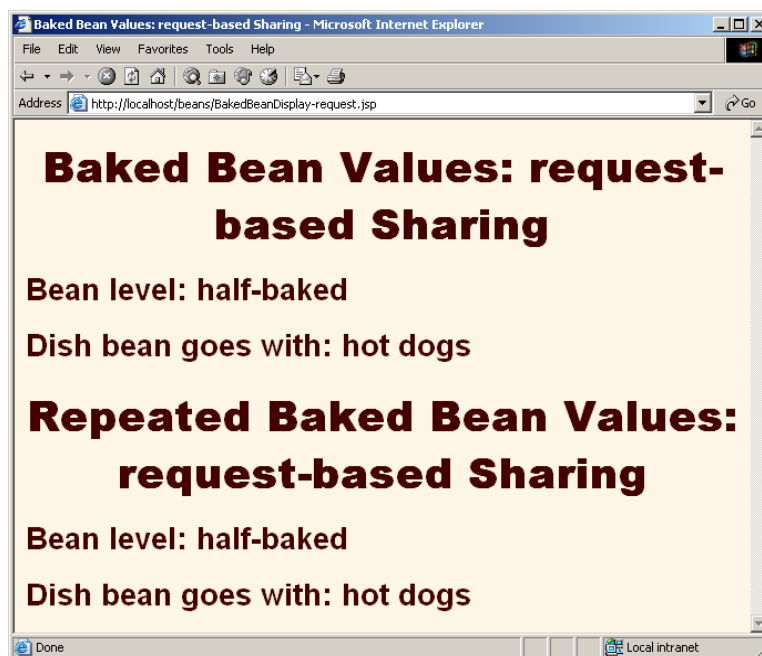 Baked Bean Values: request-based Sharing - Microsoft Internet Explorer
File Edit View Favorites Tools Help
Address http://localhost/beans/BakedBeanDisplay-request.jsp Go
Baked Bean Values: request-
based Sharing
Bean level: half-baked
Dish bean goes with: hot dogs
Repeated Baked Bean Values:
request-based Sharing
Bean level: half-baked
Dish bean goes with: hot dogs
Done Local intranet